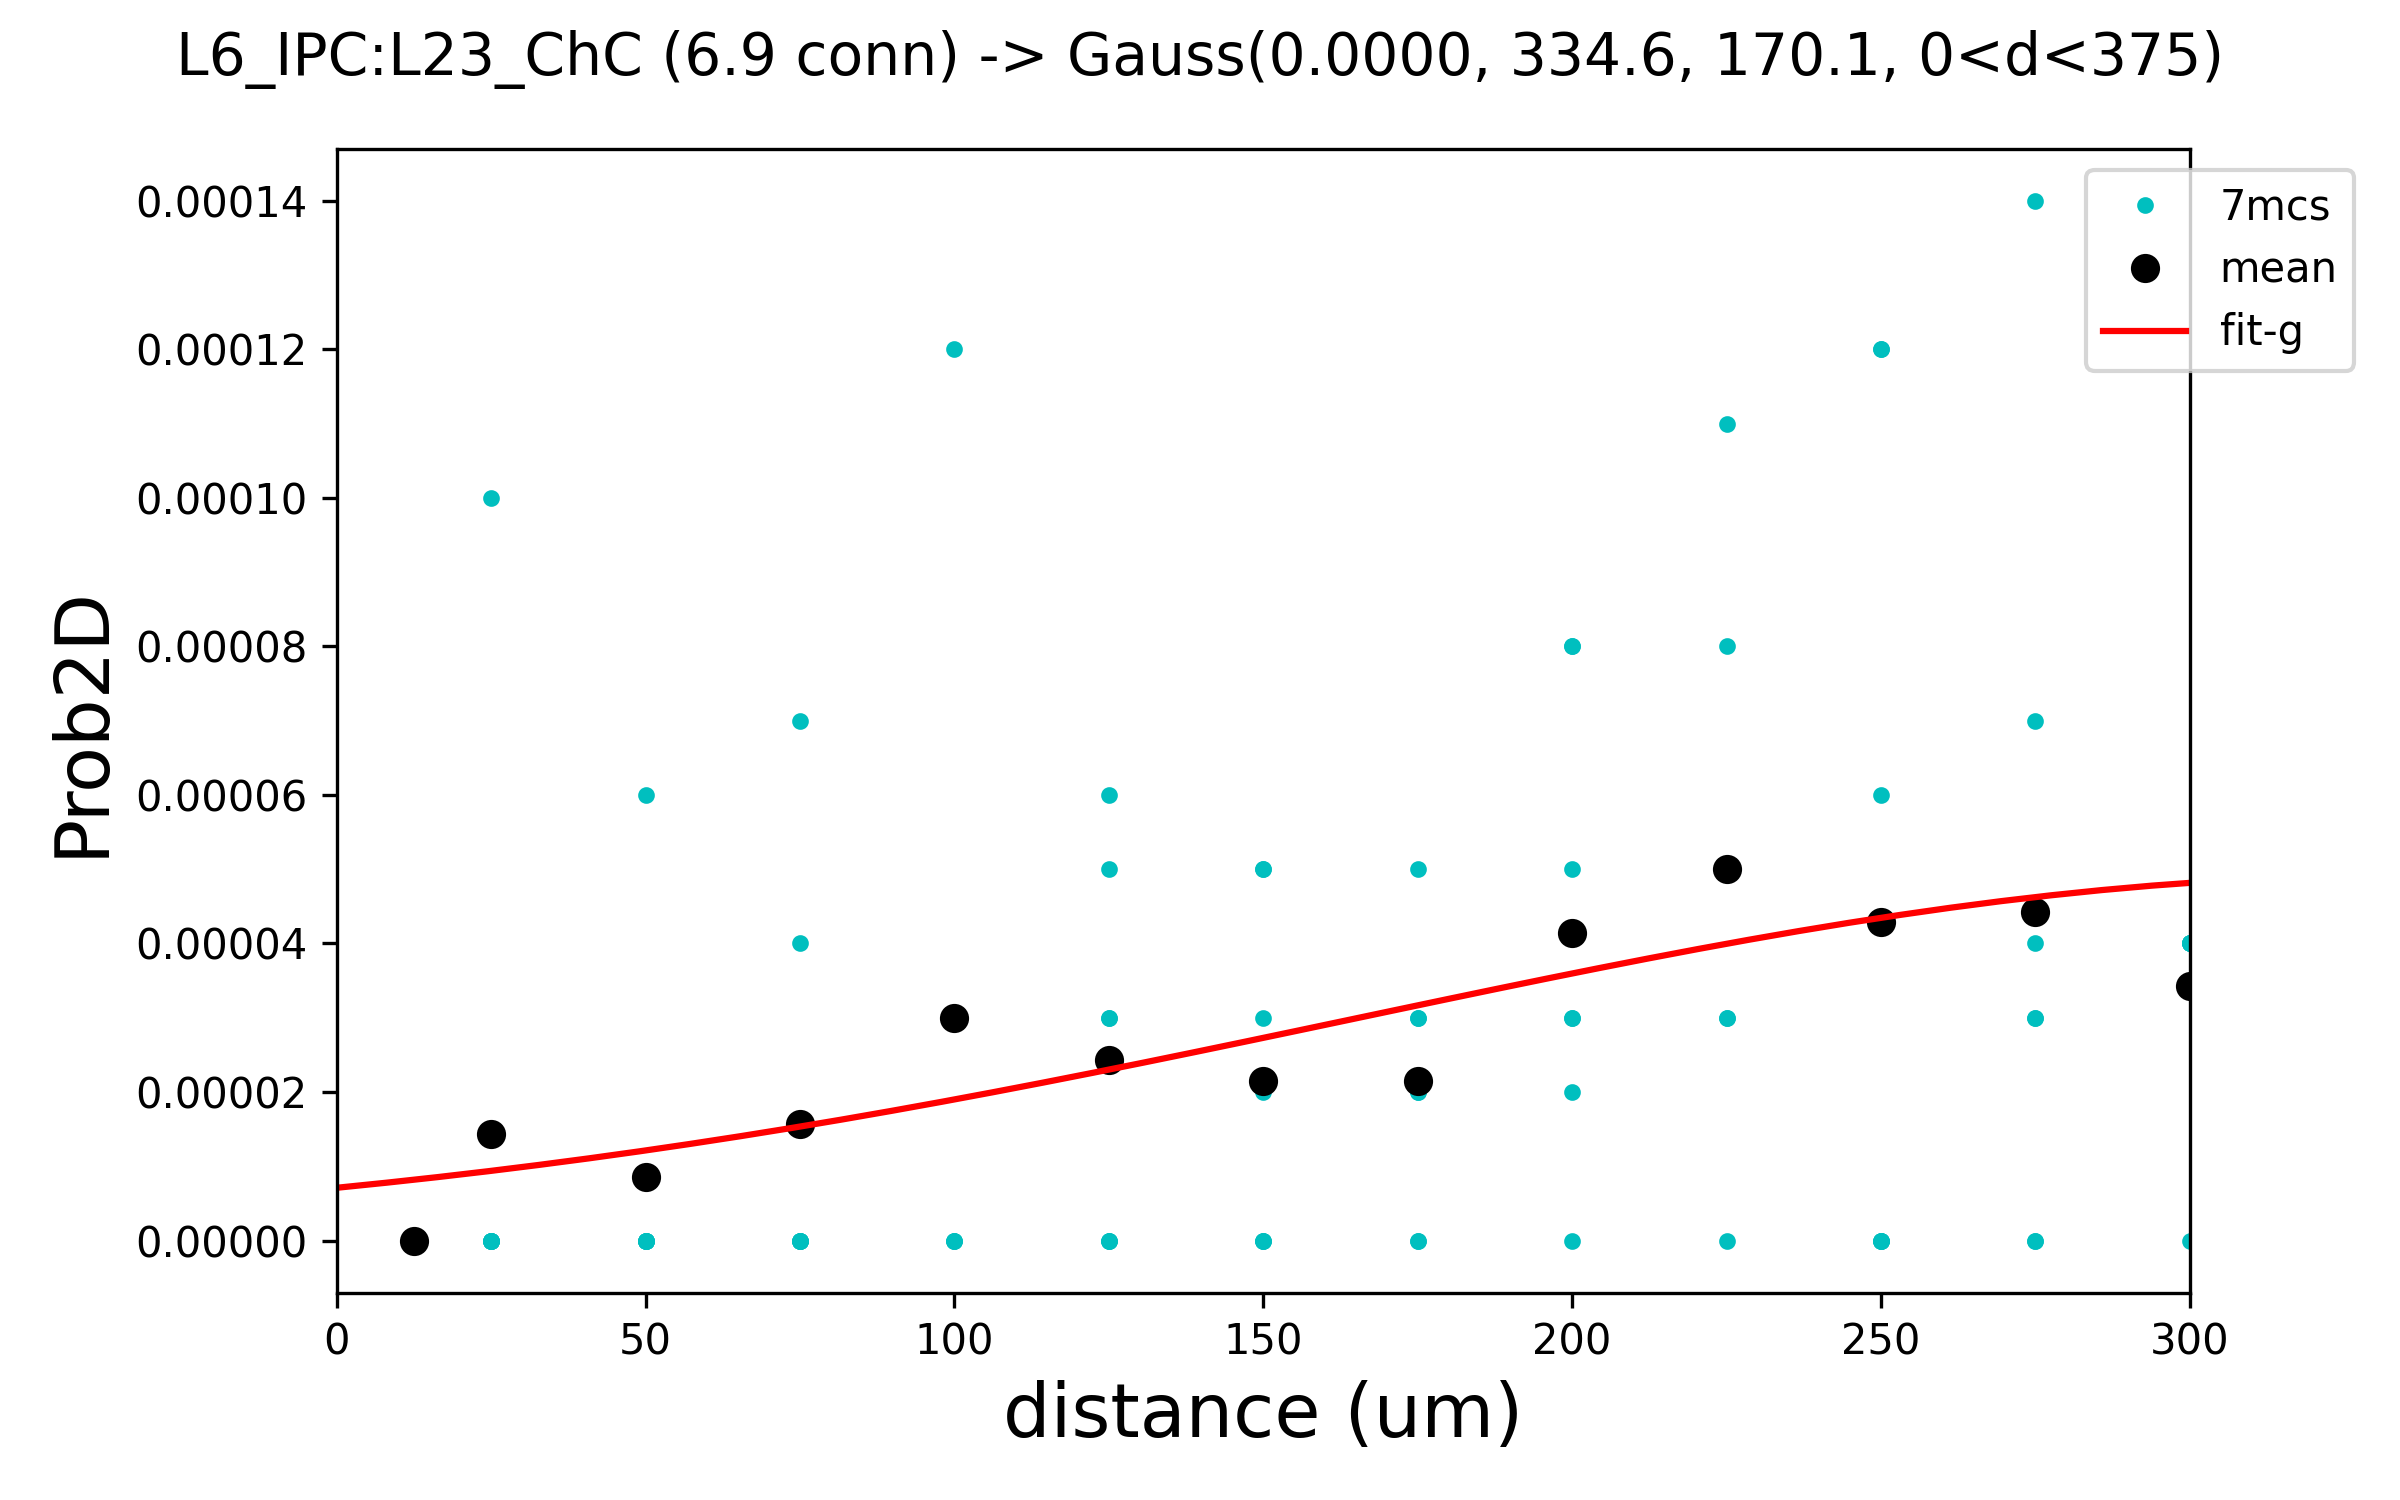 L6_IPC:L23_ChC (6.9 conn) -> Gauss(0.0000, 334.6, 170.1, 0<d<375)
7mcs
mean
fit-g
Prob2D
0.00014
0.00012
0.00010
0.00008
0.00006
0.00004
0.00002
0.00000
0 50 100 150 200 250 300
distance (um)